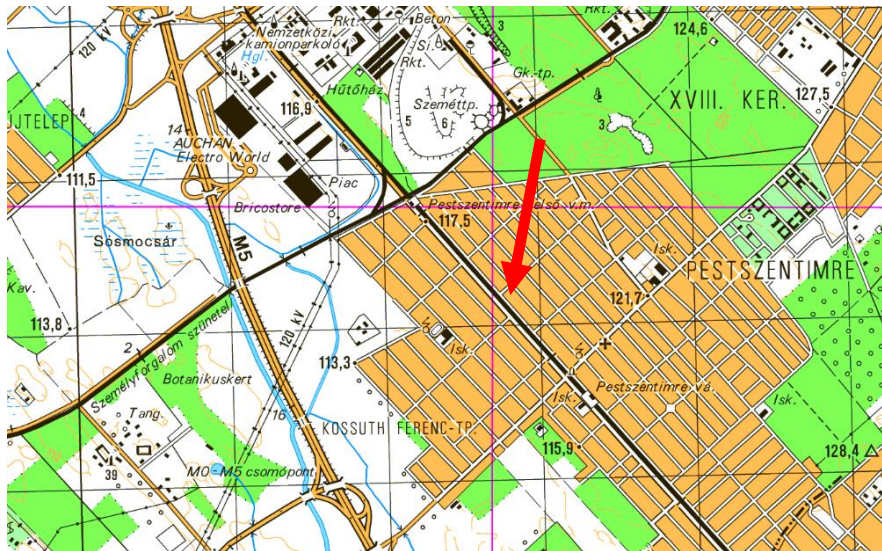 120 kV
Rkt.
Beton
Nemzetközi
kamionparkoló
Hgl.
Si.
Rkt.
3
Rkt.
124,6
Hűtőház
Szeméttp.
Gk.-tp.
XVIII. KER.
127,5
116,9
5
6
3
ÚJTELEP
4
14
AUCHAN
Electro World
111,5
Piac
Bricostore
Pestszentimre felső v.m.
117,5
Sósmocsár
M5
Isk.
PESTSZENTIMRE
Kav.
121,7
113,8
Személyforgalom szünetel
120 kV
2
Isk.
113,3
Botanikuskert
Pestszentimre vá.
Tang.
16
KOSSUTH FERENC-TP.
Isk.
Isk.
115,9
128,4
39
M0-M5 csomópont